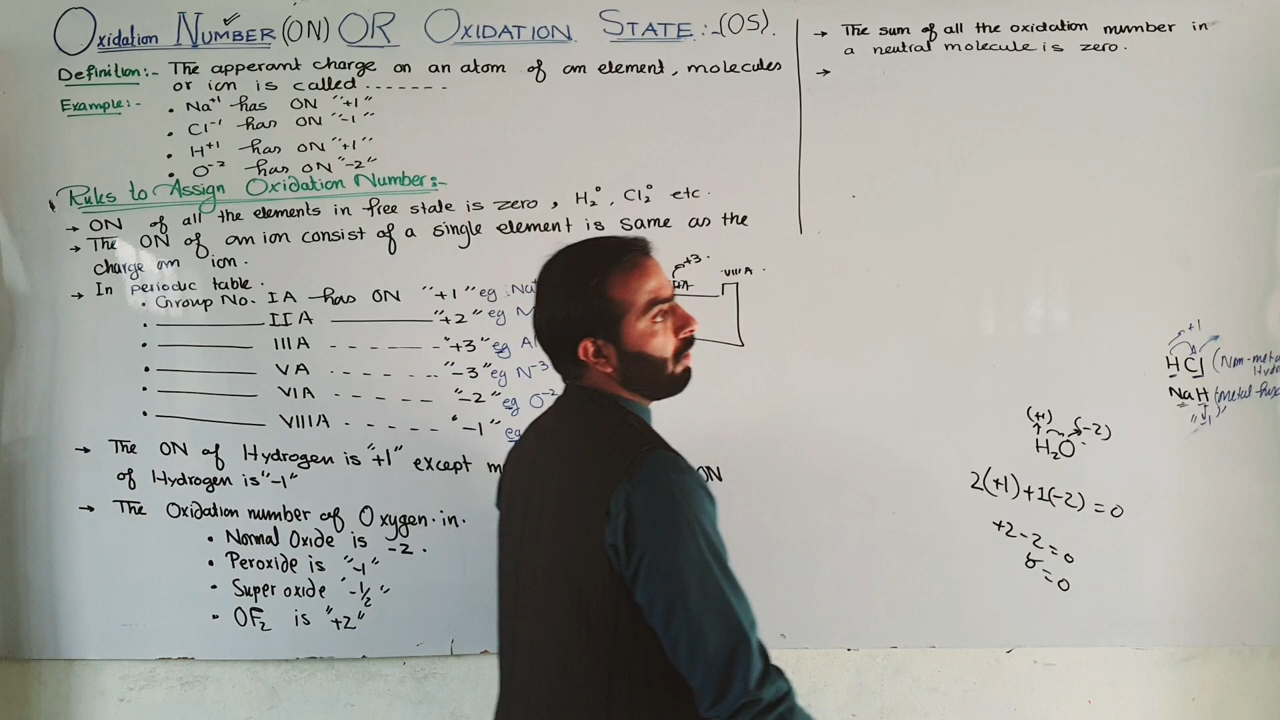 Oxidation NUMBER (ON) OR OXIDATION STATE:-(OS).
Definition:- The apperant charge on an atom of an element, molecules
or ion is called.......
Example:-
• Na⁺¹ has ON "+1"
• Cl⁻¹ has ON "-1"
• H⁺¹ has ON "+1"
• O⁻² has ON "-2"
Rules to Assign Oxidation Number:-
→ ON of all the elements in free state is zero, H₂°, Cl₂° etc.
→ The ON of an ion consist of a single element is same as the
charge on ion.
→ In periodic table.
• Group No. IA has ON "+1" eg: Na
• II A "+2" eg M
• III A "+3" eg Al
• VA "-3" eg N⁻³
• VIA "-2" eg O⁻²
• VIIIA "-1" eg
+3.
VIIIA.
→ The ON of Hydrogen is "+1" except m ON
of Hydrogen is "-1"
→ The Oxidation number of Oxygen in.
• Normal Oxide is -2.
• Peroxide is "-1"
• Super oxide "-1/2"
• OF₂ is "+2"
→ The sum of all the oxidation number in
a neutral molecule is zero.
→
+1
HCl (Non-meta
NaH (metal
"-1"
(+1) (-2)
H₂O
2(+1)+1(-2)=0
+2-2=0
=0